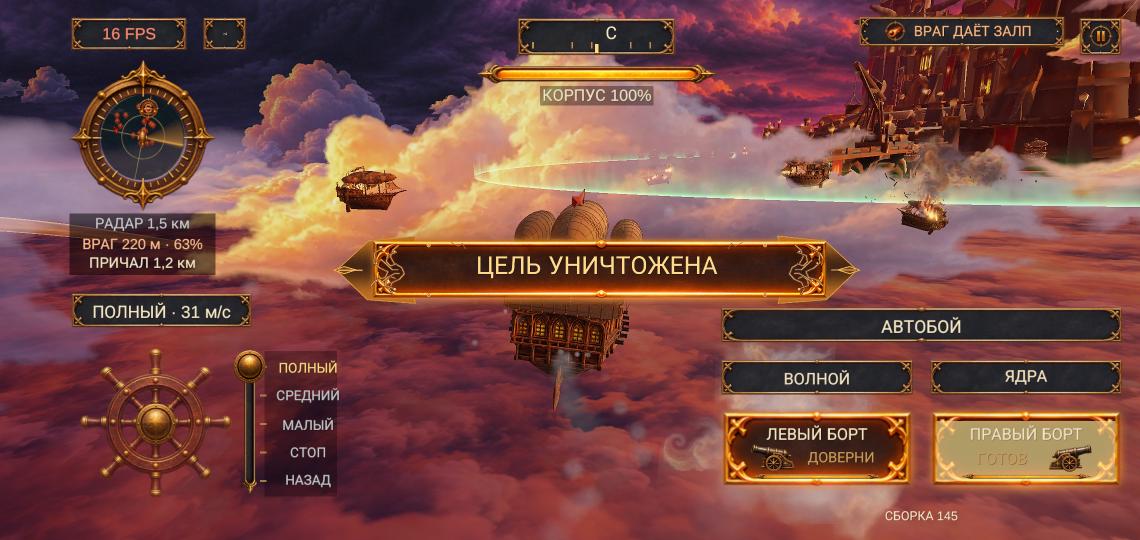 16 FPS
С
ВРАГ ДАЁТ ЗАЛП
КОРПУС 100%
РАДАР 1,5 км
ВРАГ 220 м · 63%
ПРИЧАЛ 1,2 км
ЦЕЛЬ УНИЧТОЖЕНА
ПОЛНЫЙ · 31 м/с
ПОЛНЫЙ
СРЕДНИЙ
МАЛЫЙ
СТОП
НАЗАД
АВТОБОЙ
ВОЛНОЙ
ЯДРА
ЛЕВЫЙ БОРТ
ДОВЕРНИ
ПРАВЫЙ БОРТ
ГОТОВ
СБОРКА 145